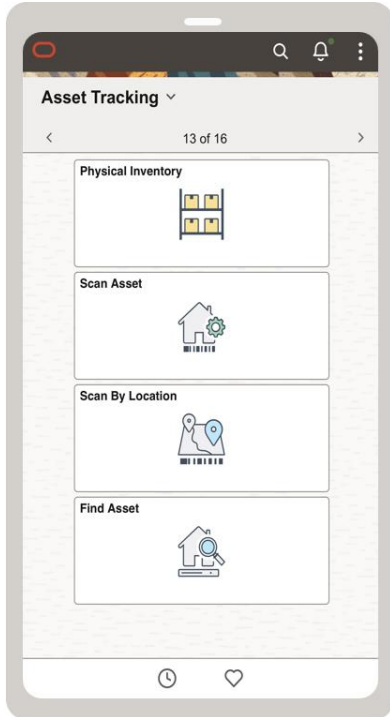 Asset Tracking
13 of 16
Physical Inventory
Scan Asset
Scan By Location
Find Asset